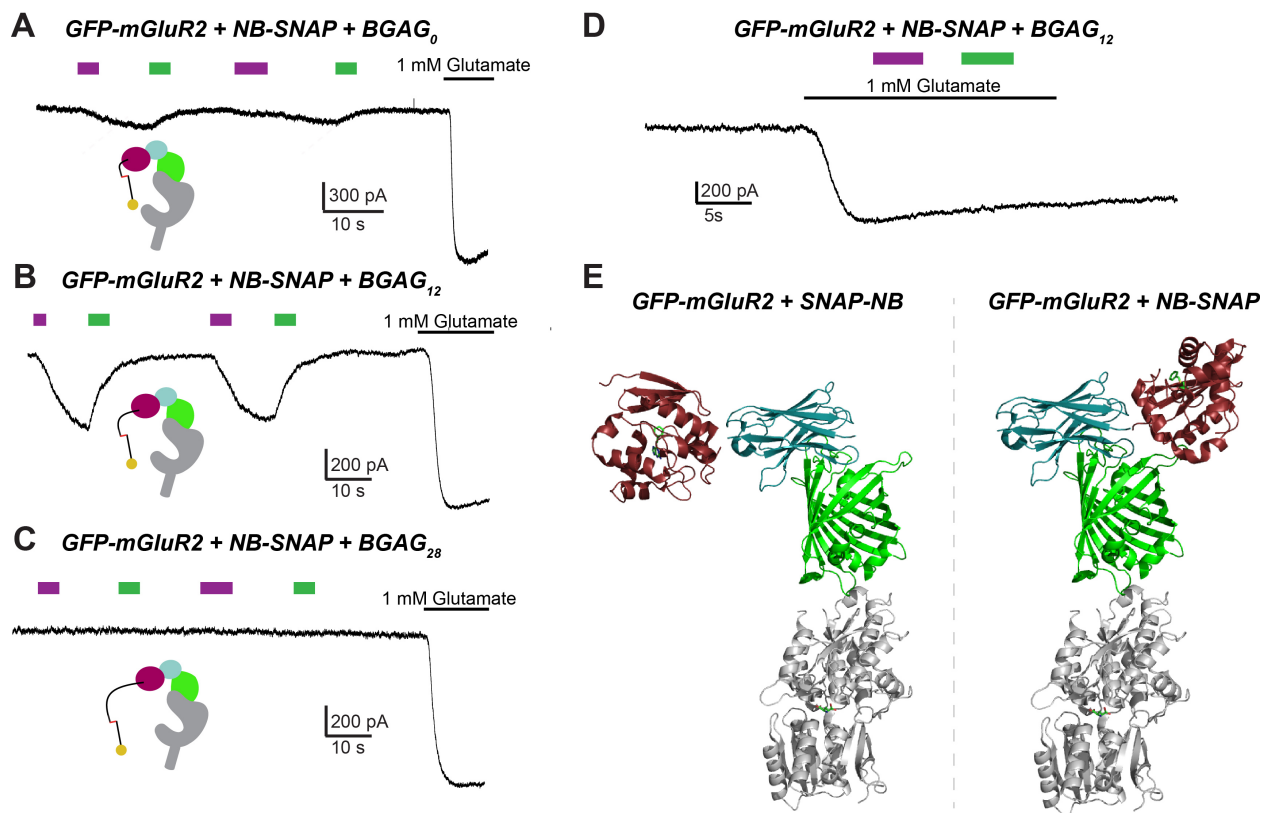 A
GFP-mGluR2 + NB-SNAP + BGAG0
1 mM Glutamate
300 pA
10 s
B
GFP-mGluR2 + NB-SNAP + BGAG12
1 mM Glutamate
200 pA
10 s
C
GFP-mGluR2 + NB-SNAP + BGAG28
1 mM Glutamate
200 pA
10 s
D
GFP-mGluR2 + NB-SNAP + BGAG12
1 mM Glutamate
200 pA
5s
E
GFP-mGluR2 + SNAP-NB
GFP-mGluR2 + NB-SNAP